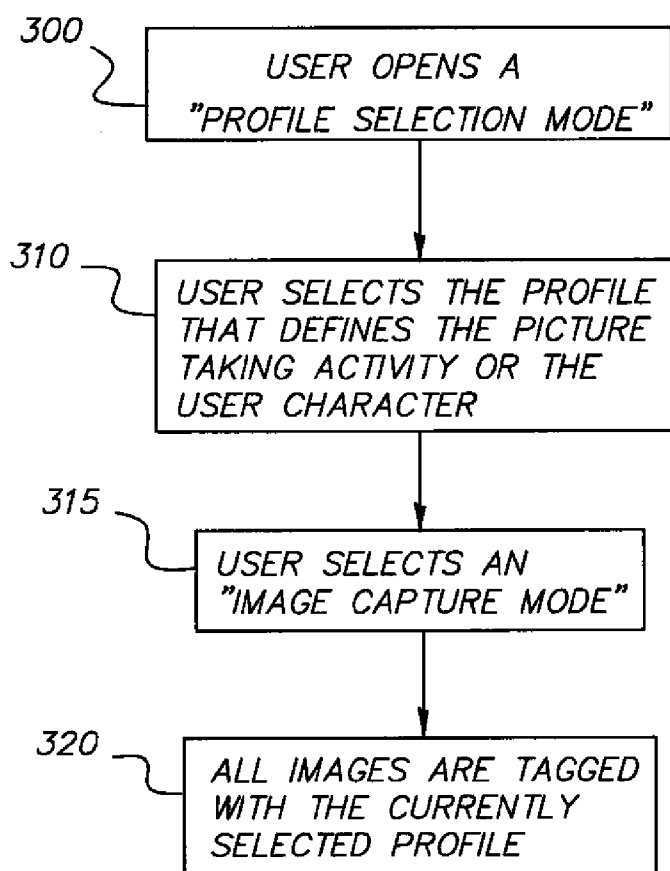 300
USER OPENS A
"PROFILE SELECTION MODE"
310
USER SELECTS THE PROFILE
THAT DEFINES THE PICTURE
TAKING ACTIVITY OR THE
USER CHARACTER
315
USER SELECTS AN
"IMAGE CAPTURE MODE"
320
ALL IMAGES ARE TAGGED
WITH THE CURRENTLY
SELECTED PROFILE